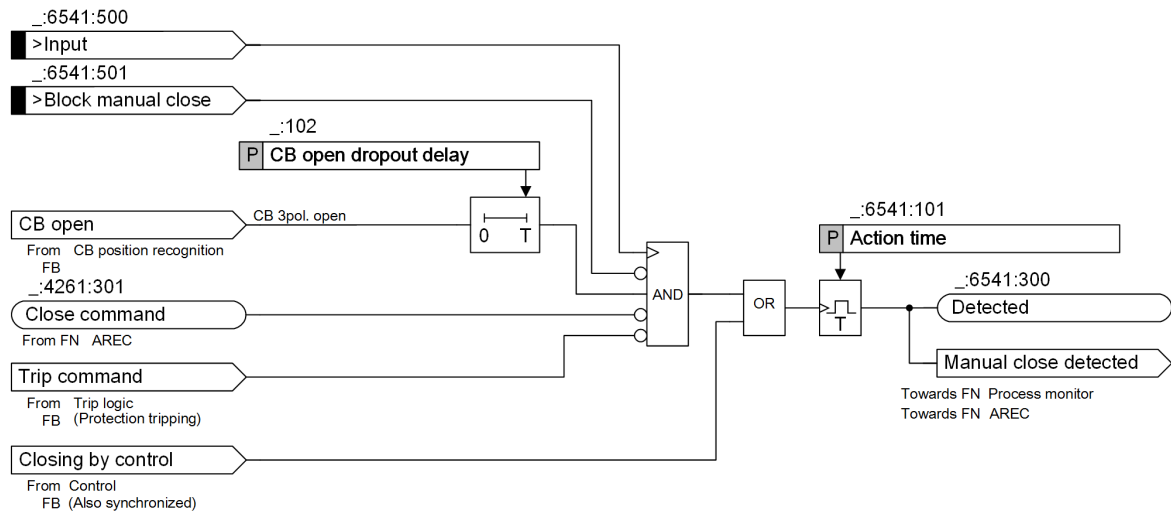 _:6541:500
>Input
_:6541:501
>Block manual close
_:102
P CB open dropout delay
CB open
CB 3pol. open
0 T
From CB position recognition
FB
_:6541:101
P Action time
_:4261:301
Close command
From FN AREC
AND
OR
T
_:6541:300
Detected
Trip command
From Trip logic
FB (Protection tripping)
Manual close detected
Towards FN Process monitor
Towards FN AREC
Closing by control
From Control
FB (Also synchronized)